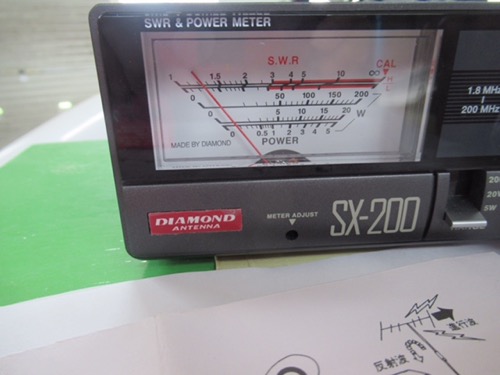 SWR & POWER METER
S.W.R
CAL
1 1.5 2 3 4 5 10 ∞ H
L
0 50 100 150 200
0 5 10 15 20 W
0 0.5 1 2 3 4 5
MADE BY DIAMOND
POWER
1.8 MHz
200 MHz
DIAMOND
ANTENNA
METER ADJUST
SX-200
20W
5W
進行波
反射波